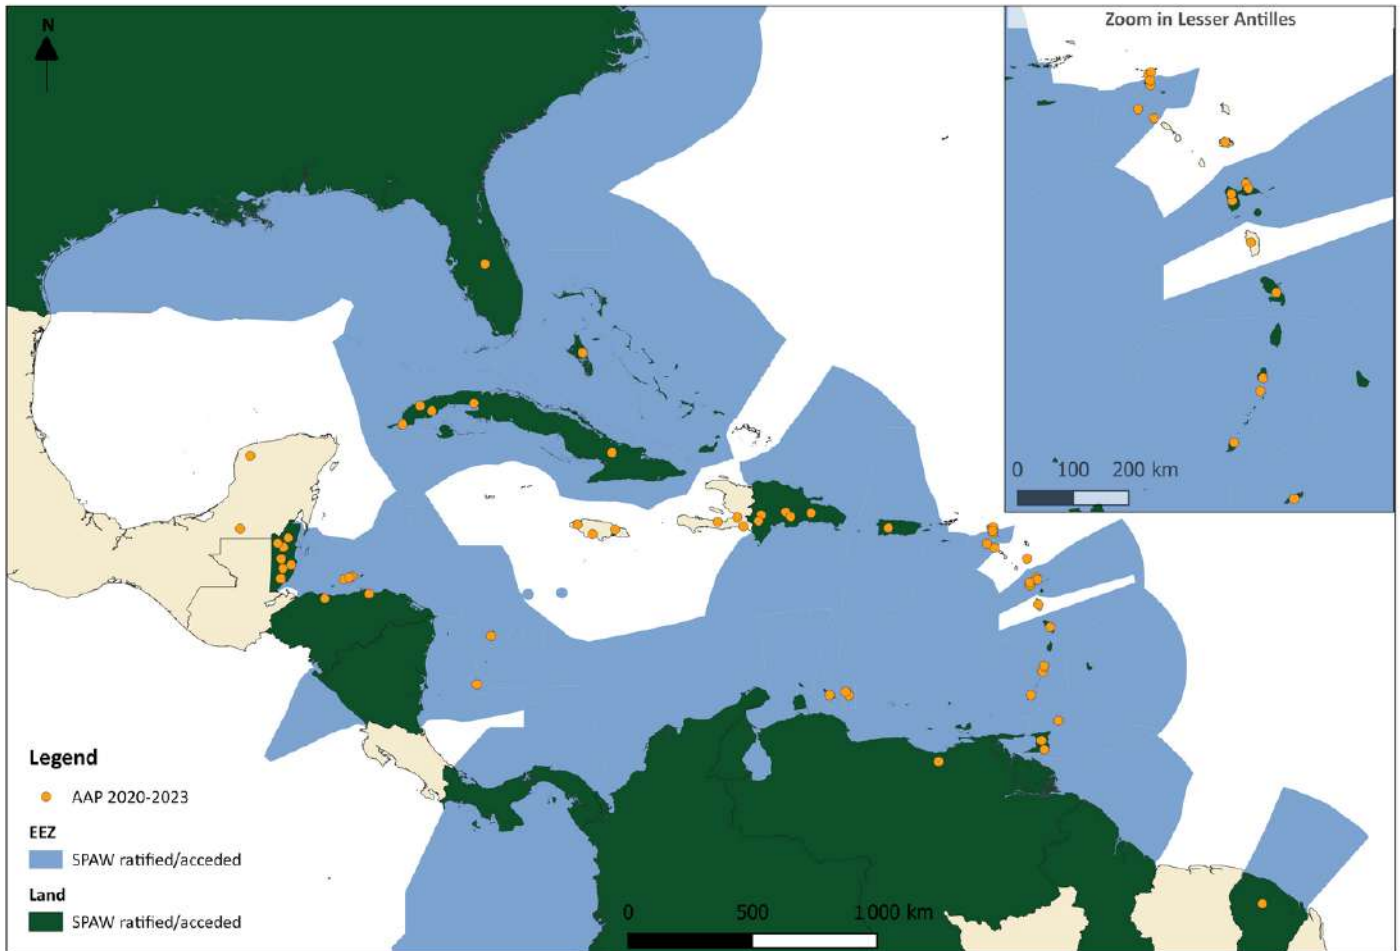 N
Zoom in Lesser Antilles
0 100 200 km
Legend
AAP 2020-2023
EEZ
SPAW ratified/acceded
Land
SPAW ratified/acceded
0 500 1000 km